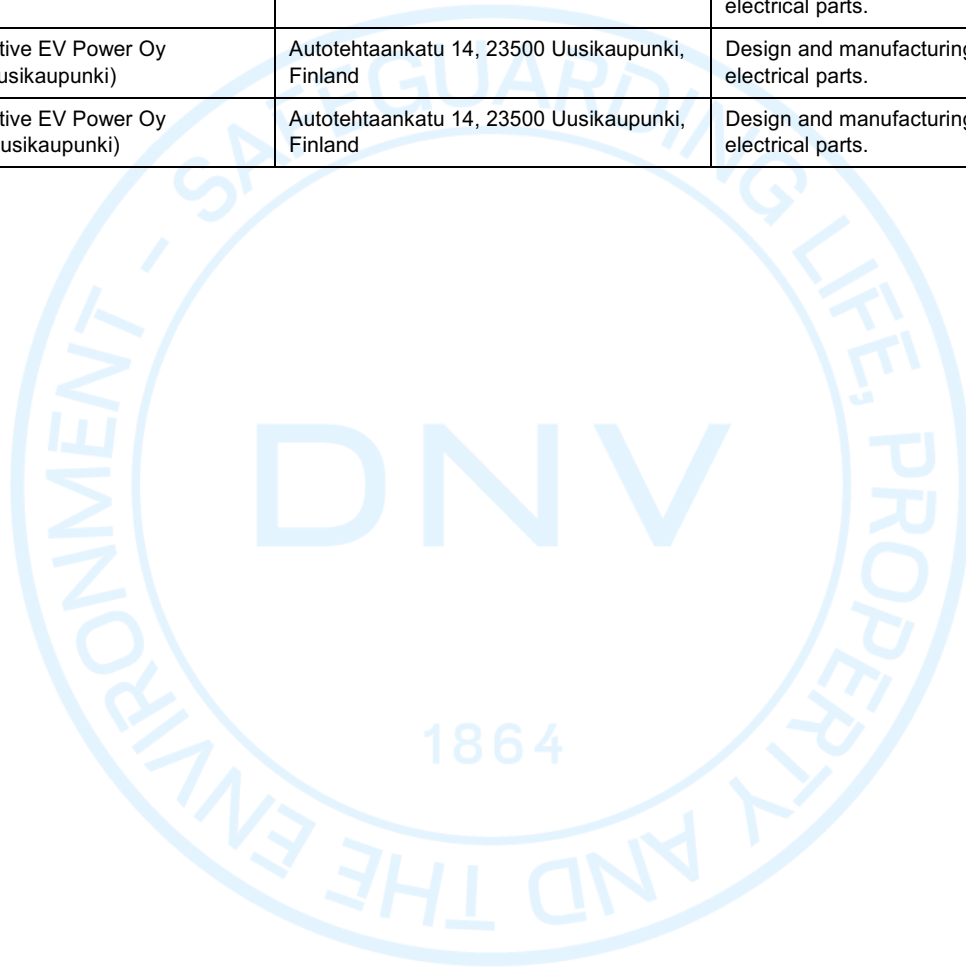 electrical parts.
tive EV Power Oy
usikaupunki)
Autotehtaankatu 14, 23500 Uusikaupunki,
Finland
Design and manufacturing
electrical parts.
tive EV Power Oy
usikaupunki)
Autotehtaankatu 14, 23500 Uusikaupunki,
Finland
Design and manufacturing
electrical parts.
SAFEGUARDING LIFE, PROPERTY AND THE ENVIRONMENT -
DNV
1864